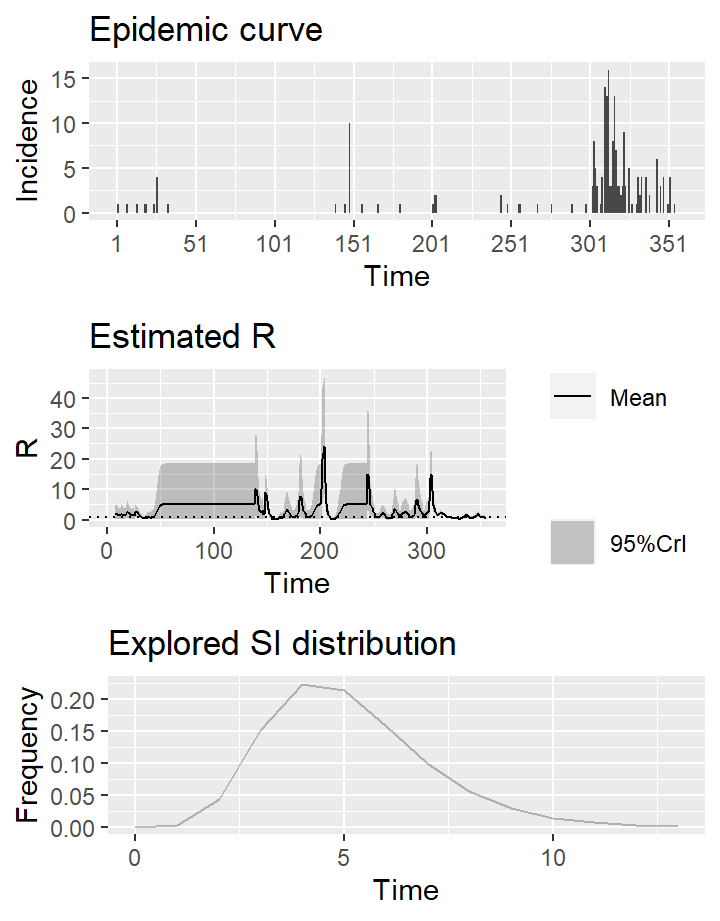 Epidemic curve
Incidence
15
10
5
0
1 51 101 151 201 251 301 351
Time
Estimated R
R
40
30
20
10
0
0 100 200 300
Time
Mean
95%CrI
Explored SI distribution
Frequency
0.20
0.15
0.10
0.05
0.00
0 5 10
Time